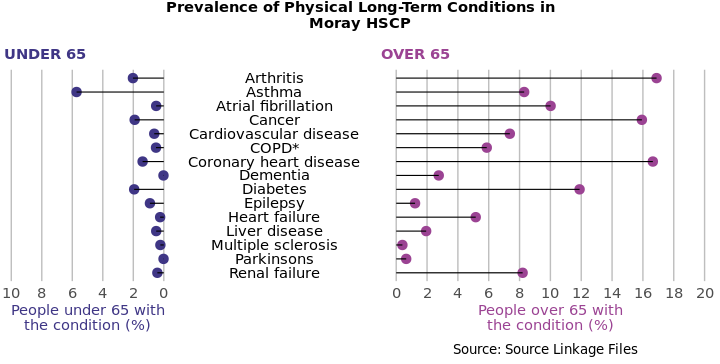 Prevalence of Physical Long-Term Conditions in
Moray HSCP
UNDER 65
OVER 65
Arthritis
Asthma
Atrial fibrillation
Cancer
Cardiovascular disease
COPD*
Coronary heart disease
Dementia
Diabetes
Epilepsy
Heart failure
Liver disease
Multiple sclerosis
Parkinsons
Renal failure
10 8 6 4 2 0
0 2 4 6 8 10 12 14 16 18 20
People under 65 with
the condition (%)
People over 65 with
the condition (%)
Source: Source Linkage Files